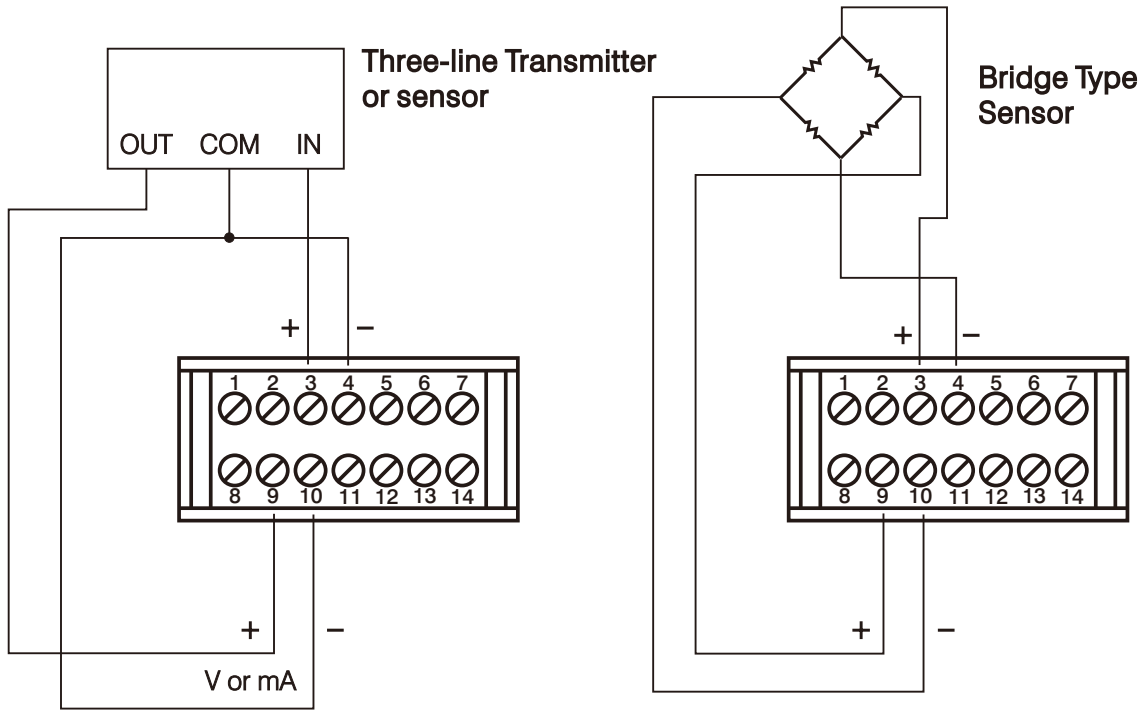 Three-line Transmitter
or sensor
OUT COM IN
+ −
1 2 3 4 5 6 7
8 9 10 11 12 13 14
+ −
V or mA
Bridge Type
Sensor
+ −
1 2 3 4 5 6 7
8 9 10 11 12 13 14
+ −